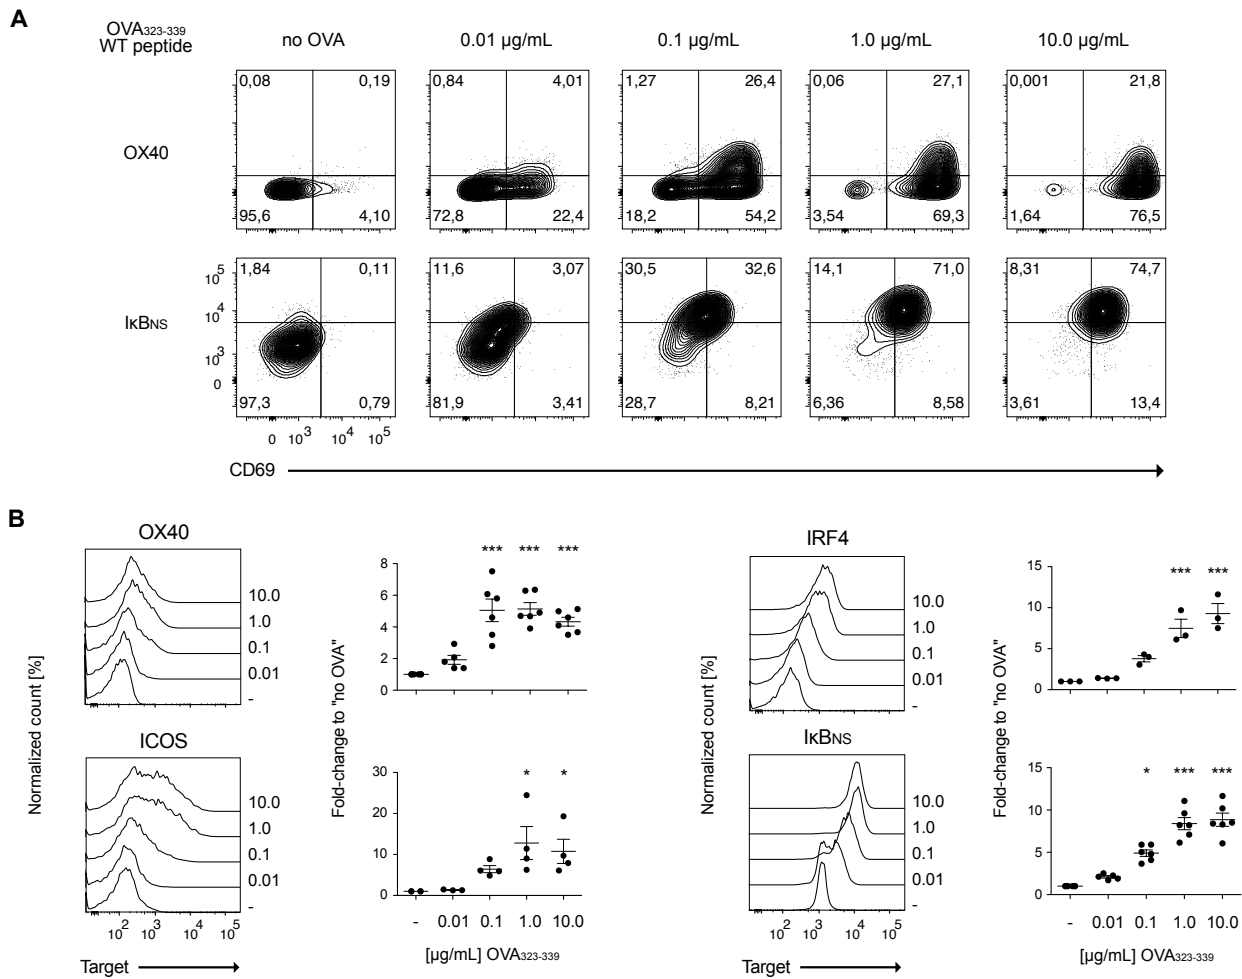 A
OVA323-339
WT peptide
no OVA
0.01 µg/mL
0.1 µg/mL
1.0 µg/mL
10.0 µg/mL
OX40
0,08 0,19
95,6 4,10
0,84 4,01
72,8 22,4
1,27 26,4
18,2 54,2
0,06 27,1
3,54 69,3
0,001 21,8
1,64 76,5
IκBNS
10^5
10^4
10^3
0
1,84 0,11
97,3 0,79
11,6 3,07
81,9 3,41
30,5 32,6
28,7 8,21
14,1 71,0
6,36 8,58
8,31 74,7
3,61 13,4
0 10^3 10^4 10^5
CD69
B
Normalized count [%]
OX40
10.0
1.0
0.1
0.01
-
ICOS
10.0
1.0
0.1
0.01
-
10^2 10^3 10^4 10^5
Target
Fold-change to "no OVA"
*** *** ***
8
6
4
2
0
* *
30
20
10
0
- 0.01 0.1 1.0 10.0
[µg/mL] OVA323-339
Normalized count [%]
IRF4
10.0
1.0
0.1
0.01
-
IκBNS
10.0
1.0
0.1
0.01
-
10^2 10^3 10^4 10^5
Target
Fold-change to "no OVA"
*** ***
15
10
5
0
* *** ***
15
10
5
0
- 0.01 0.1 1.0 10.0
[µg/mL] OVA323-339